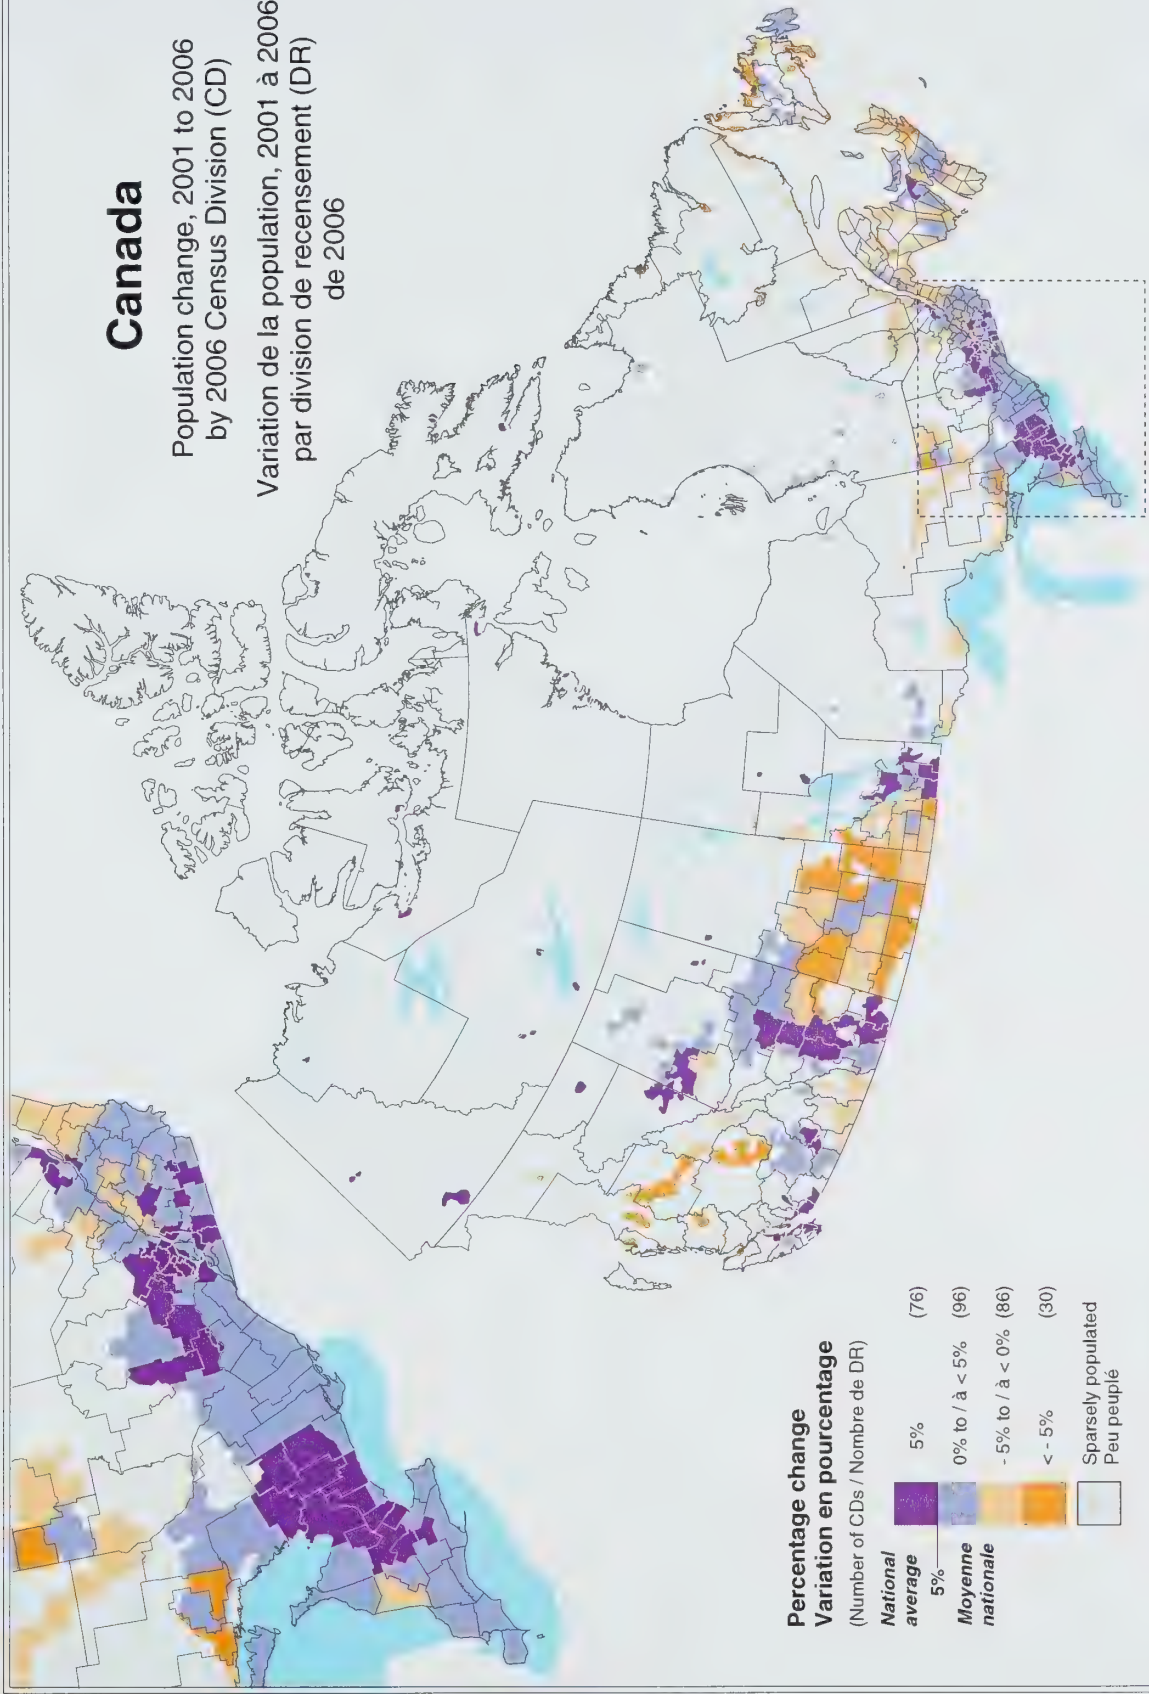 Canada
Population change, 2001 to 2006
by 2006 Census Division (CD)
Variation de la population, 2001 à 2006
par division de recensement (DR)
de 2006
Percentage change
Variation en pourcentage
(Number of CDs / Nombre de DR)
National
average
5%
Moyenne
nationale
5% (76)
0% to / à < 5% (96)
- 5% to / à < 0% (86)
< - 5% (30)
Sparsely populated
Peu peuplé